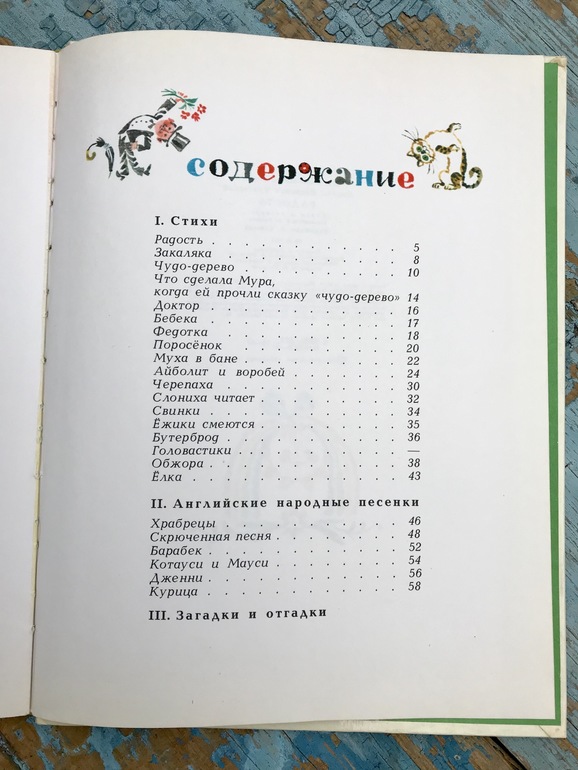 содержание
I. Стихи
Радость . . . . . . . . . . . . . 5
Закаляка . . . . . . . . . . . . 8
Чудо-дерево . . . . . . . . . . 10
Что сделала Мура,
когда ей прочли сказку «чудо-дерево» 14
Доктор . . . . . . . . . . . . . 16
Бебека . . . . . . . . . . . . . 17
Федотка . . . . . . . . . . . . 18
Поросёнок . . . . . . . . . . . 20
Муха в бане . . . . . . . . . . 22
Айболит и воробей . . . . . . . 24
Черепаха . . . . . . . . . . . . 30
Слониха читает . . . . . . . . . 32
Свинки . . . . . . . . . . . . . 34
Ёжики смеются . . . . . . . . . 35
Бутерброд . . . . . . . . . . . 36
Головастики . . . . . . . . . . —
Обжора . . . . . . . . . . . . . 38
Ёлка . . . . . . . . . . . . . . 43
II. Английские народные песенки
Храбрецы . . . . . . . . . . . . 46
Скрюченная песня . . . . . . . . 48
Барабек . . . . . . . . . . . . 52
Котауси и Мауси . . . . . . . . 54
Дженни . . . . . . . . . . . . . 56
Курица . . . . . . . . . . . . . 58
III. Загадки и отгадки